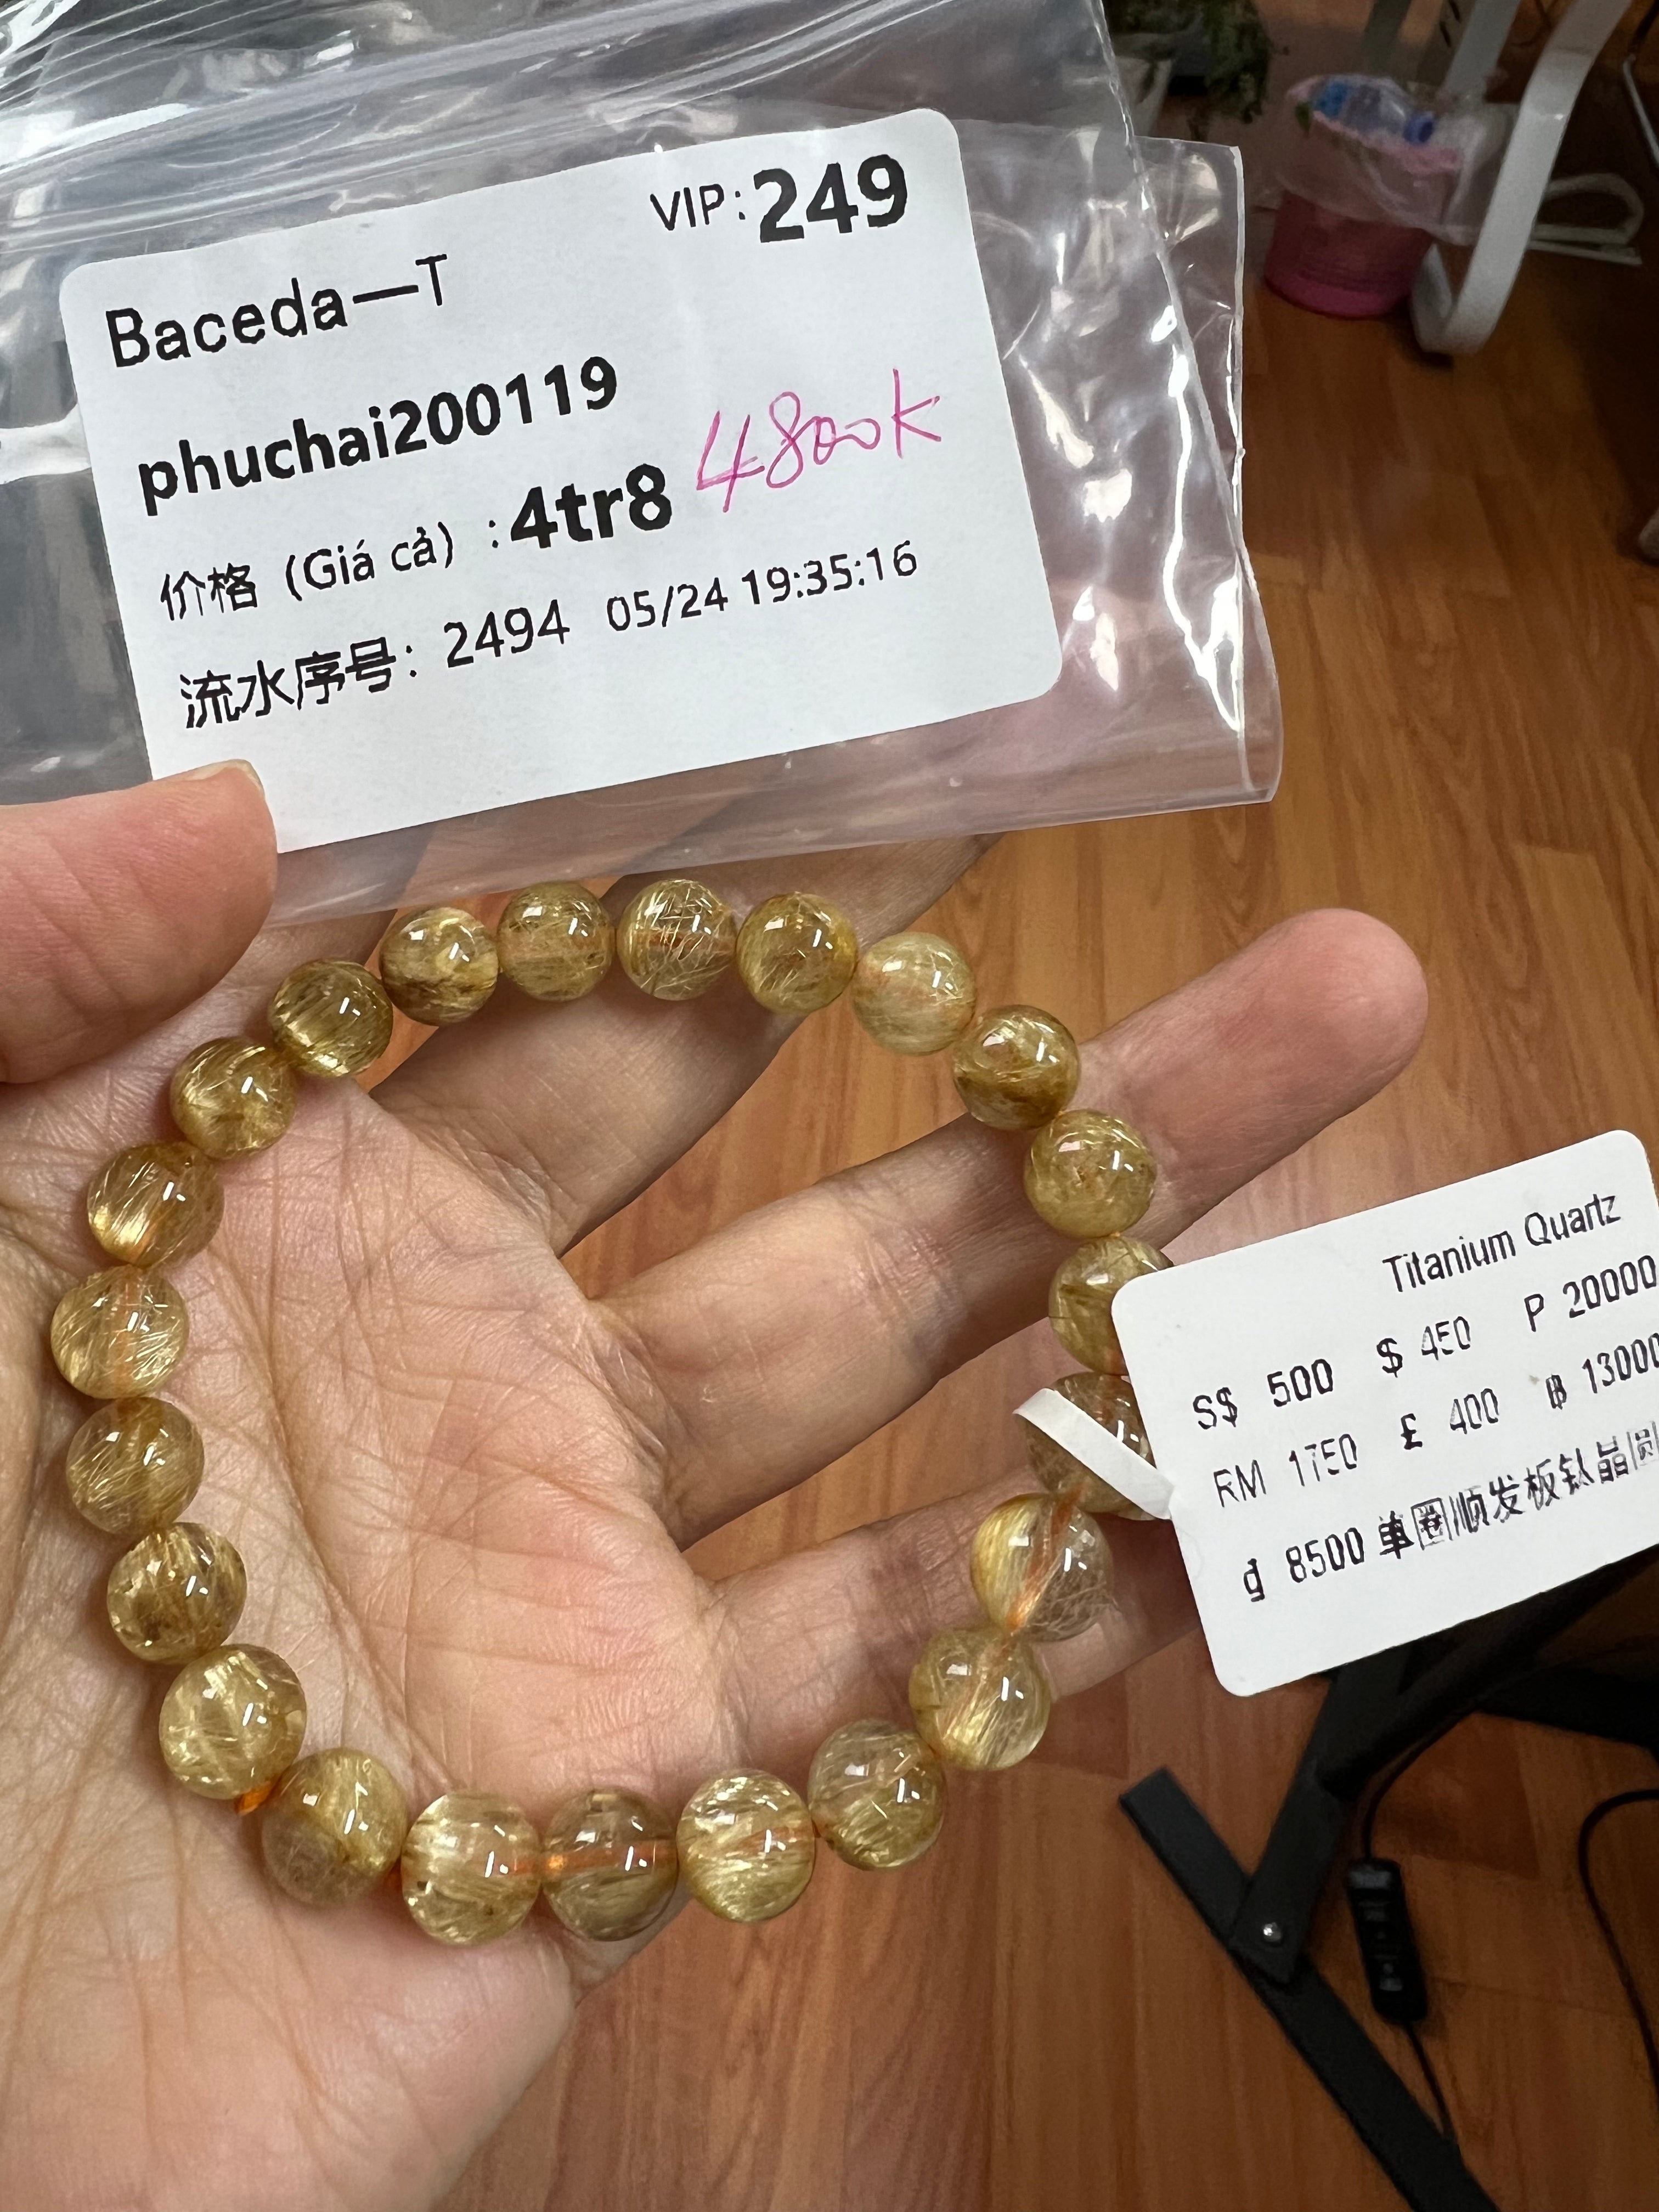 VIP:249
Baceda—T
phuchai200119
4800k
价格（Giá cả）:4tr8
流水序号: 2494 05/24 19:35:16
Titanium Quartz
S$ 500 $ 450 P 20000
RM 1750 £ 400 ฿ 13000
₫ 8500 单圈顺发板钛晶圆